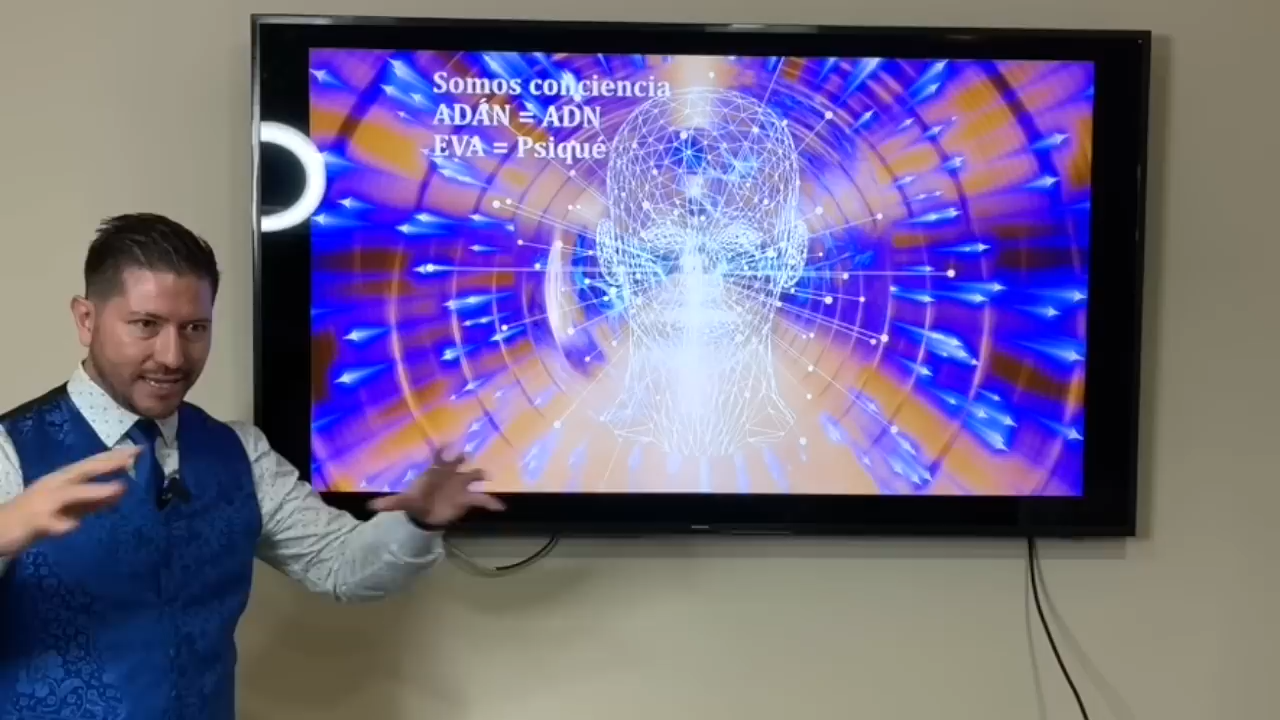 Somos conciencia
ADÁN = ADN
EVA = Psiqué